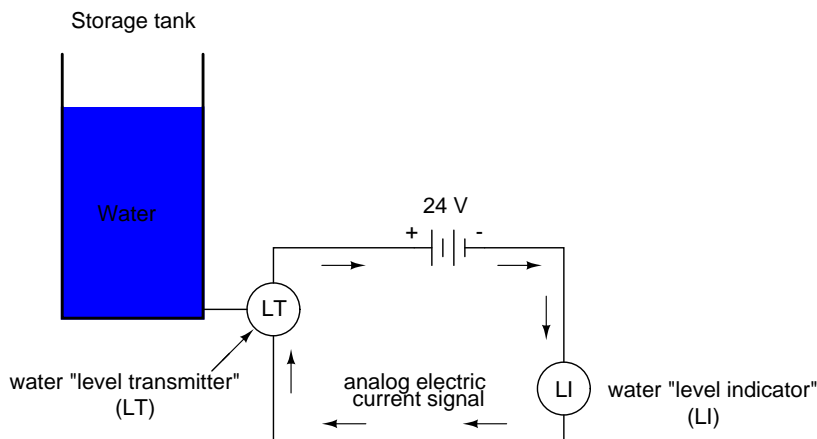 Storage tank
Water
24 V
+ -
LT
water "level transmitter"
(LT)
analog electric
current signal
LI
water "level indicator"
(LI)